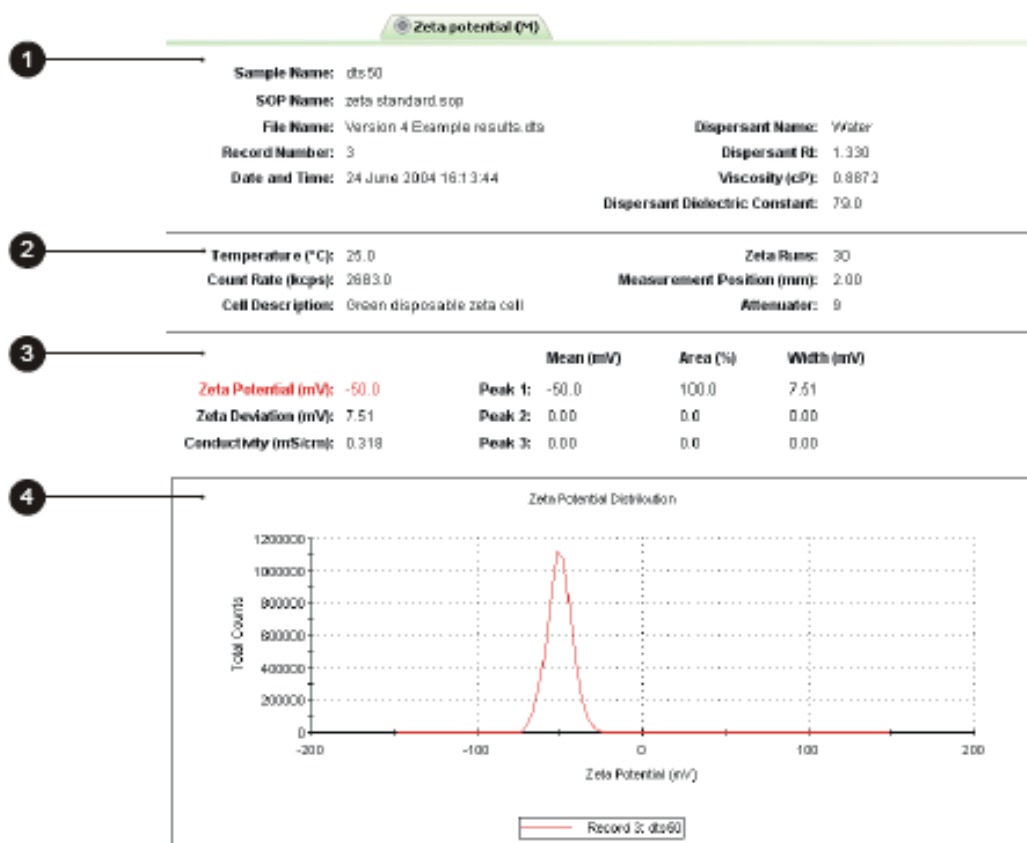 Zeta potential (M)
1
Sample Name: dts50
SOP Name: zeta standard.sop
File Name: Version 4 Example results.dts Dispersant Name: Water
Record Number: 3 Dispersant RI: 1.330
Date and Time: 24 June 2004 16:13:44 Viscosity (cP): 0.8872
Dispersant Dielectric Constant: 79.0
2
Temperature (°C): 25.0 Zeta Runs: 30
Count Rate (kcps): 2683.0 Measurement Position (mm): 2.00
Cell Description: Green disposable zeta cell Attenuator: 9
3
Mean (mV) Area (%) Width (mV)
Zeta Potential (mV): -50.0 Peak 1: -50.0 100.0 7.51
Zeta Deviation (mV): 7.51 Peak 2: 0.00 0.0 0.00
Conductivity (mS/cm): 0.318 Peak 3: 0.00 0.0 0.00
4
Zeta Potential Distribution
1200000
1000000
800000
600000
400000
200000
0
Total Counts
-200 -100 0 100 200
Zeta Potential (mV)
Record 3: dts50